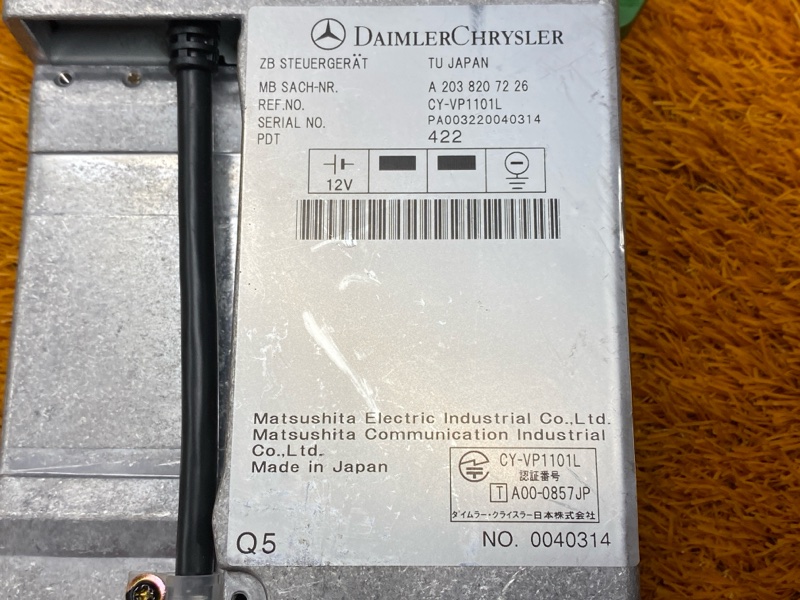 DAIMLERCHRYSLER
ZB STEUERGERÄT TU JAPAN
MB SACH-NR. A 203 820 72 26
REF.NO. CY-VP1101L
SERIAL NO. PA003220040314
PDT 422
12V
Matsushita Electric Industrial Co.,Ltd.
Matsushita Communication Industrial
Co.,Ltd.
Made in Japan
CY-VP1101L
認証番号
T A00-0857JP
ダイムラー・クライスラー日本株式会社
Q5 NO. 0040314